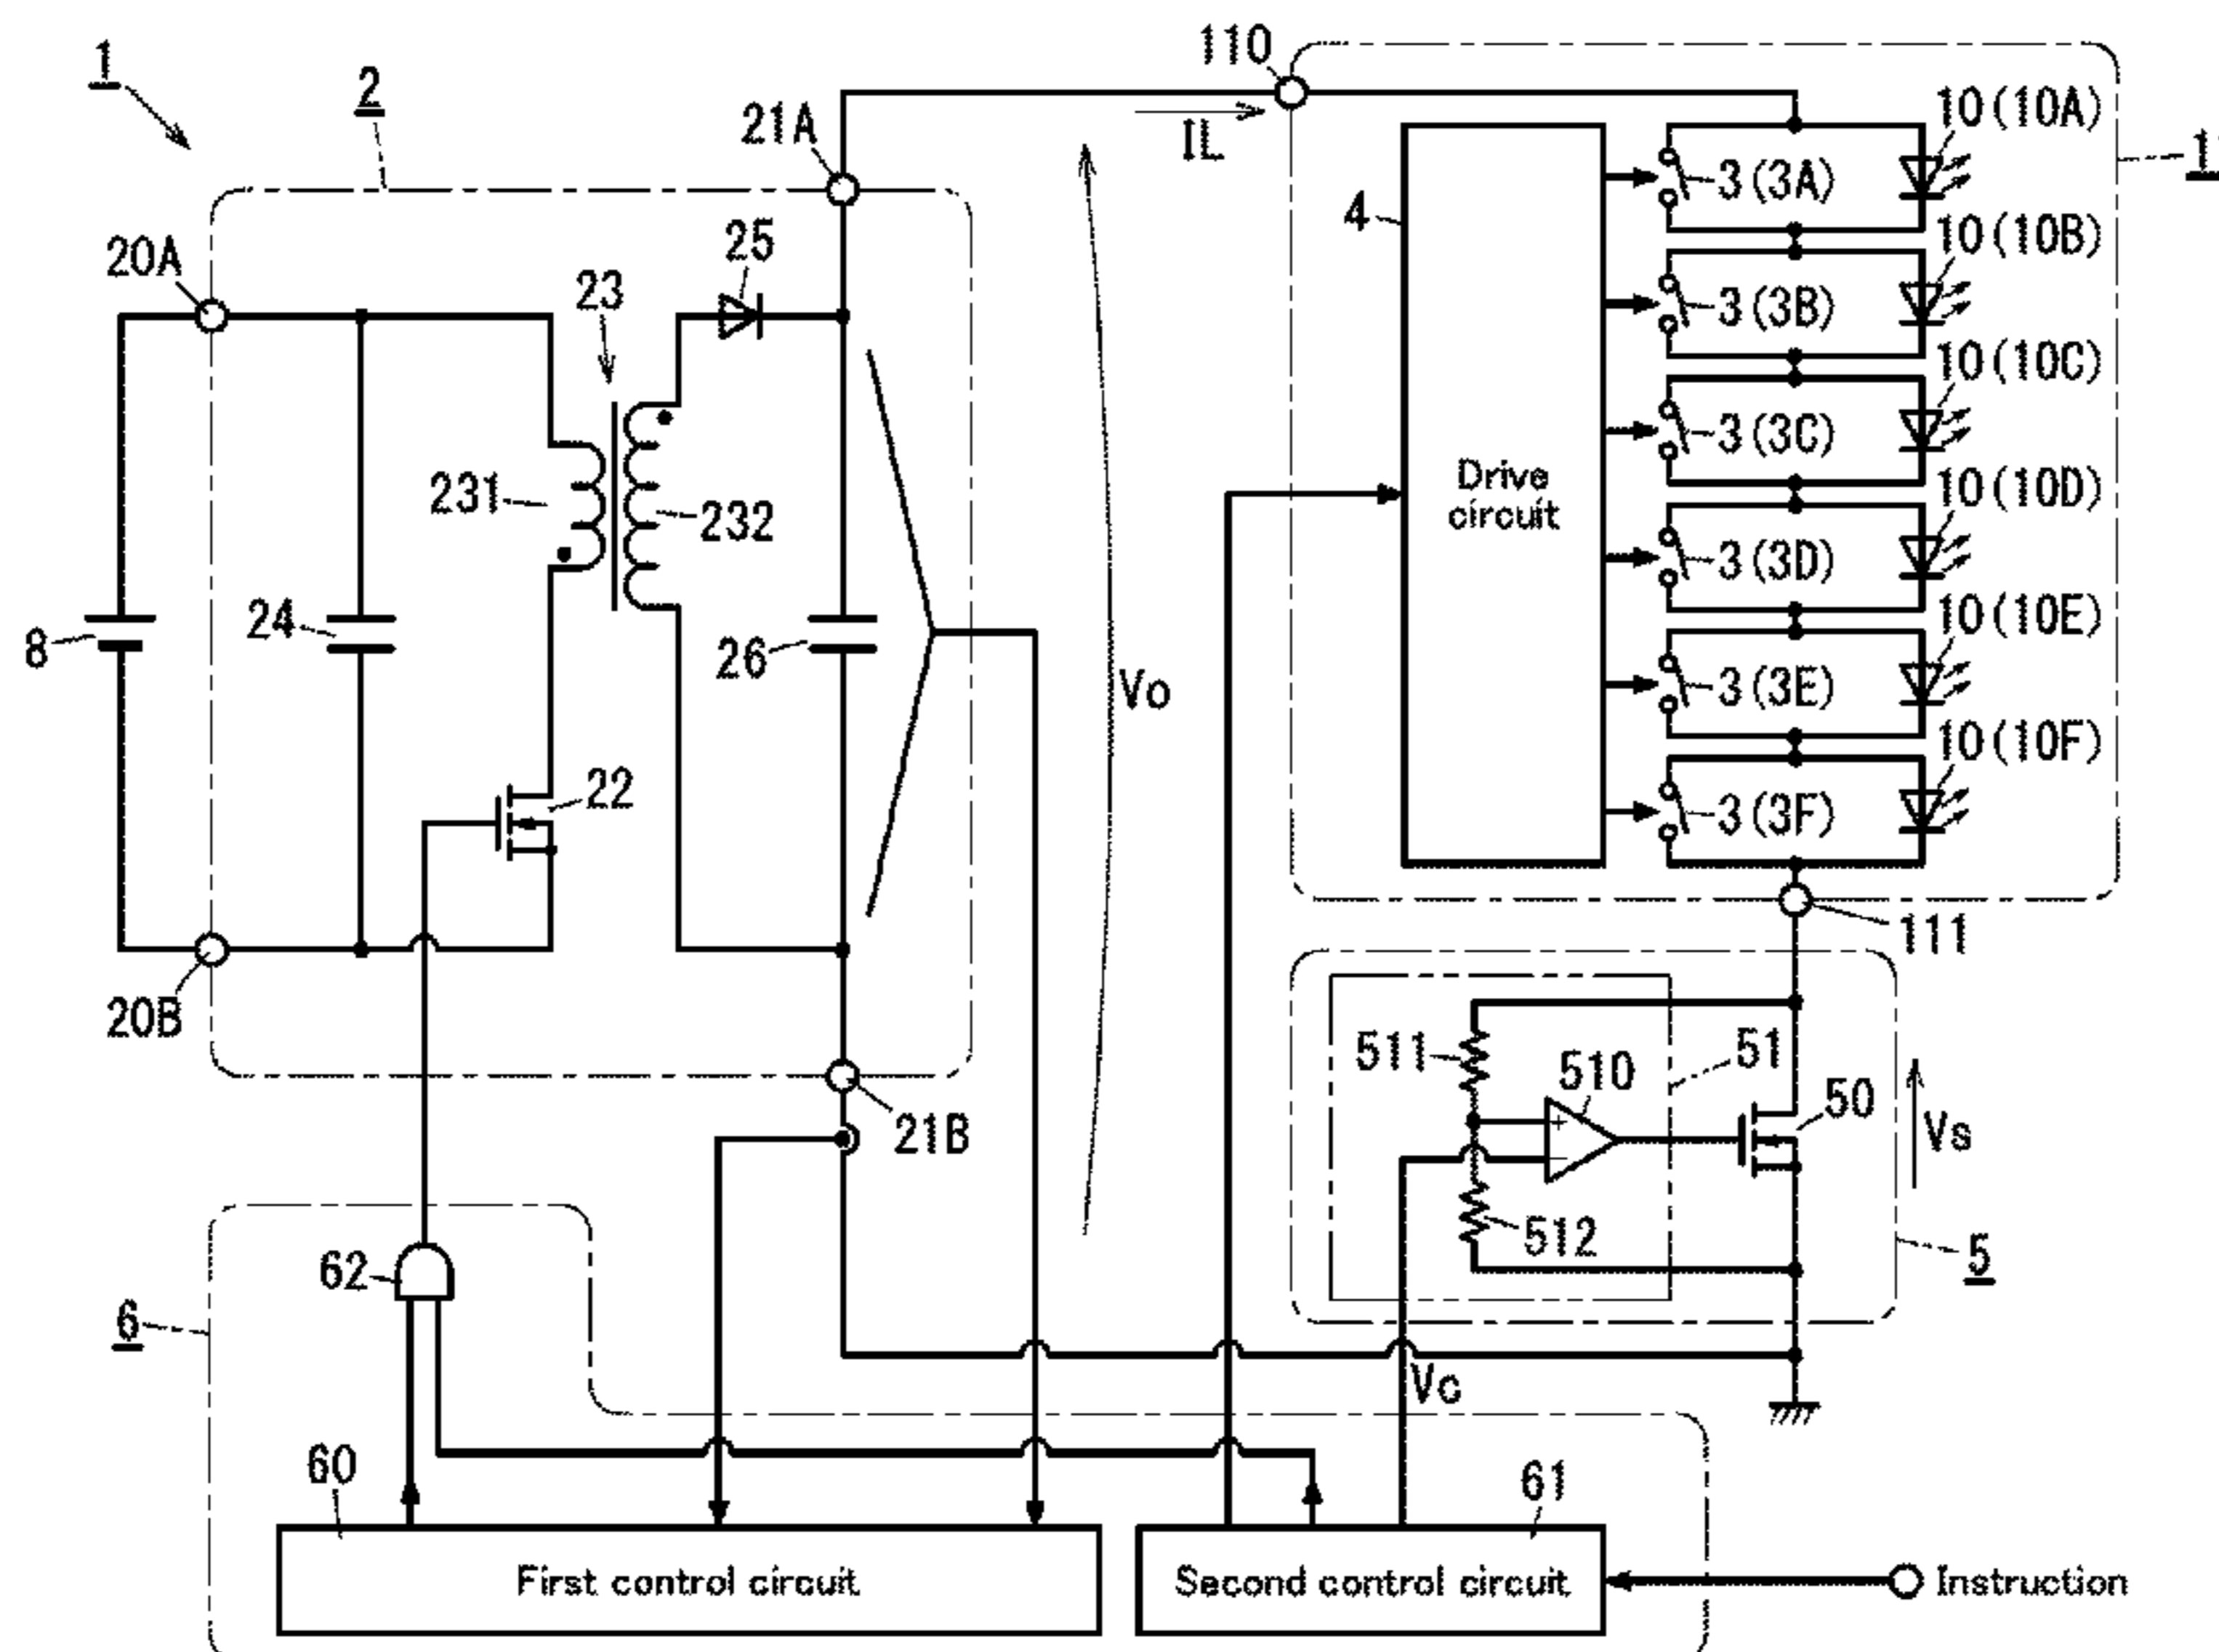 1
2
110
21A
IL
10(10A)
3(3A)
4
10(10B)
25
20A
23
3(3B)
10(10C)
3(3C)
Drive
circuit
10(10D)
231
232
3(3D)
10(10E)
8
24
26
Vo
3(3E)
10(10F)
22
3(3F)
111
20B
511
51
510
50
21B
Vs
+
−
512
62
5
6
Vc
60
61
First control circuit
Second control circuit
Instruction